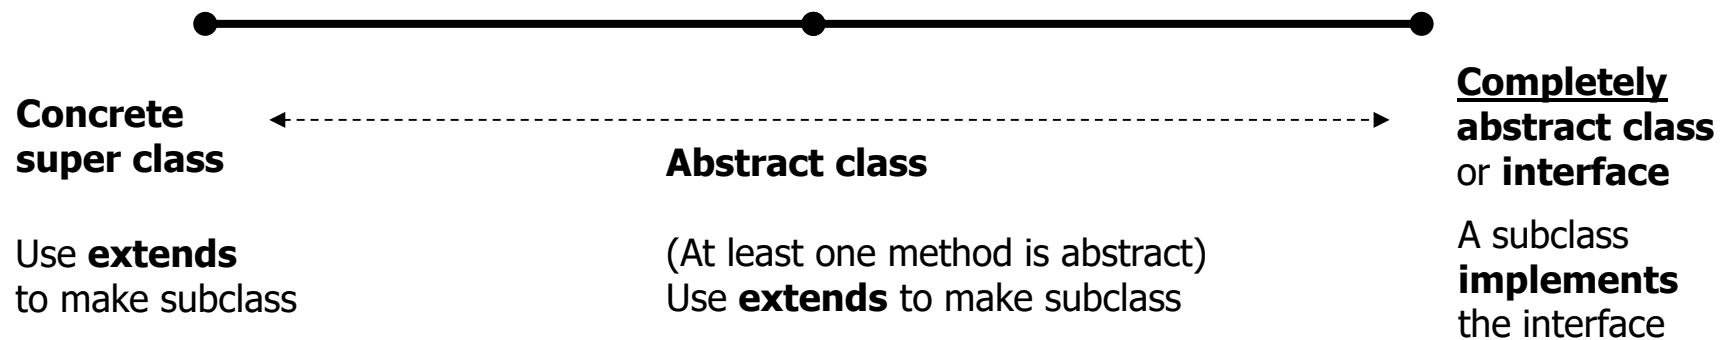 Concrete
super class
Use extends
to make subclass
Abstract class
(At least one method is abstract)
Use extends to make subclass
Completely
abstract class
or interface
A subclass
implements
the interface